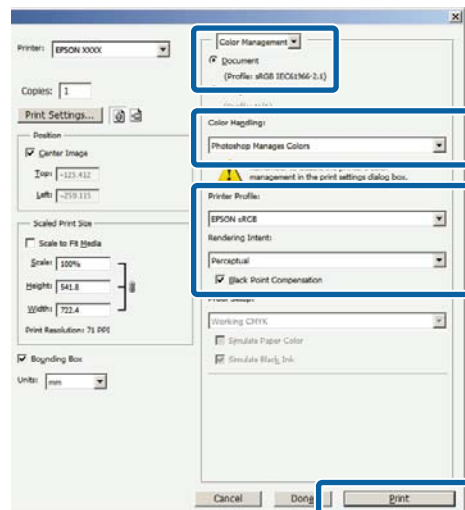 Printer: EPSON XXXX
Copies: 1
Print Settings...
Position
Center Image
Top: -115.412
Left: -259.115
Scaled Print Size
Scale to Fit Media
Scale: 100%
Height: 541.8
Width: 722.4
Print Resolution: 71 PPI
Bounding Box
Units: mm
Color Management
Document
(Profile: sRGB IEC61966-2.1)
Color Handling:
Photoshop Manages Colors
management in the print settings dialog box.
Printer Profile:
EPSON sRGB
Rendering Intent:
Perceptual
Black Point Compensation
Working CMYK
Simulate Paper Color
Simulate Black Ink
Cancel
Done
Print